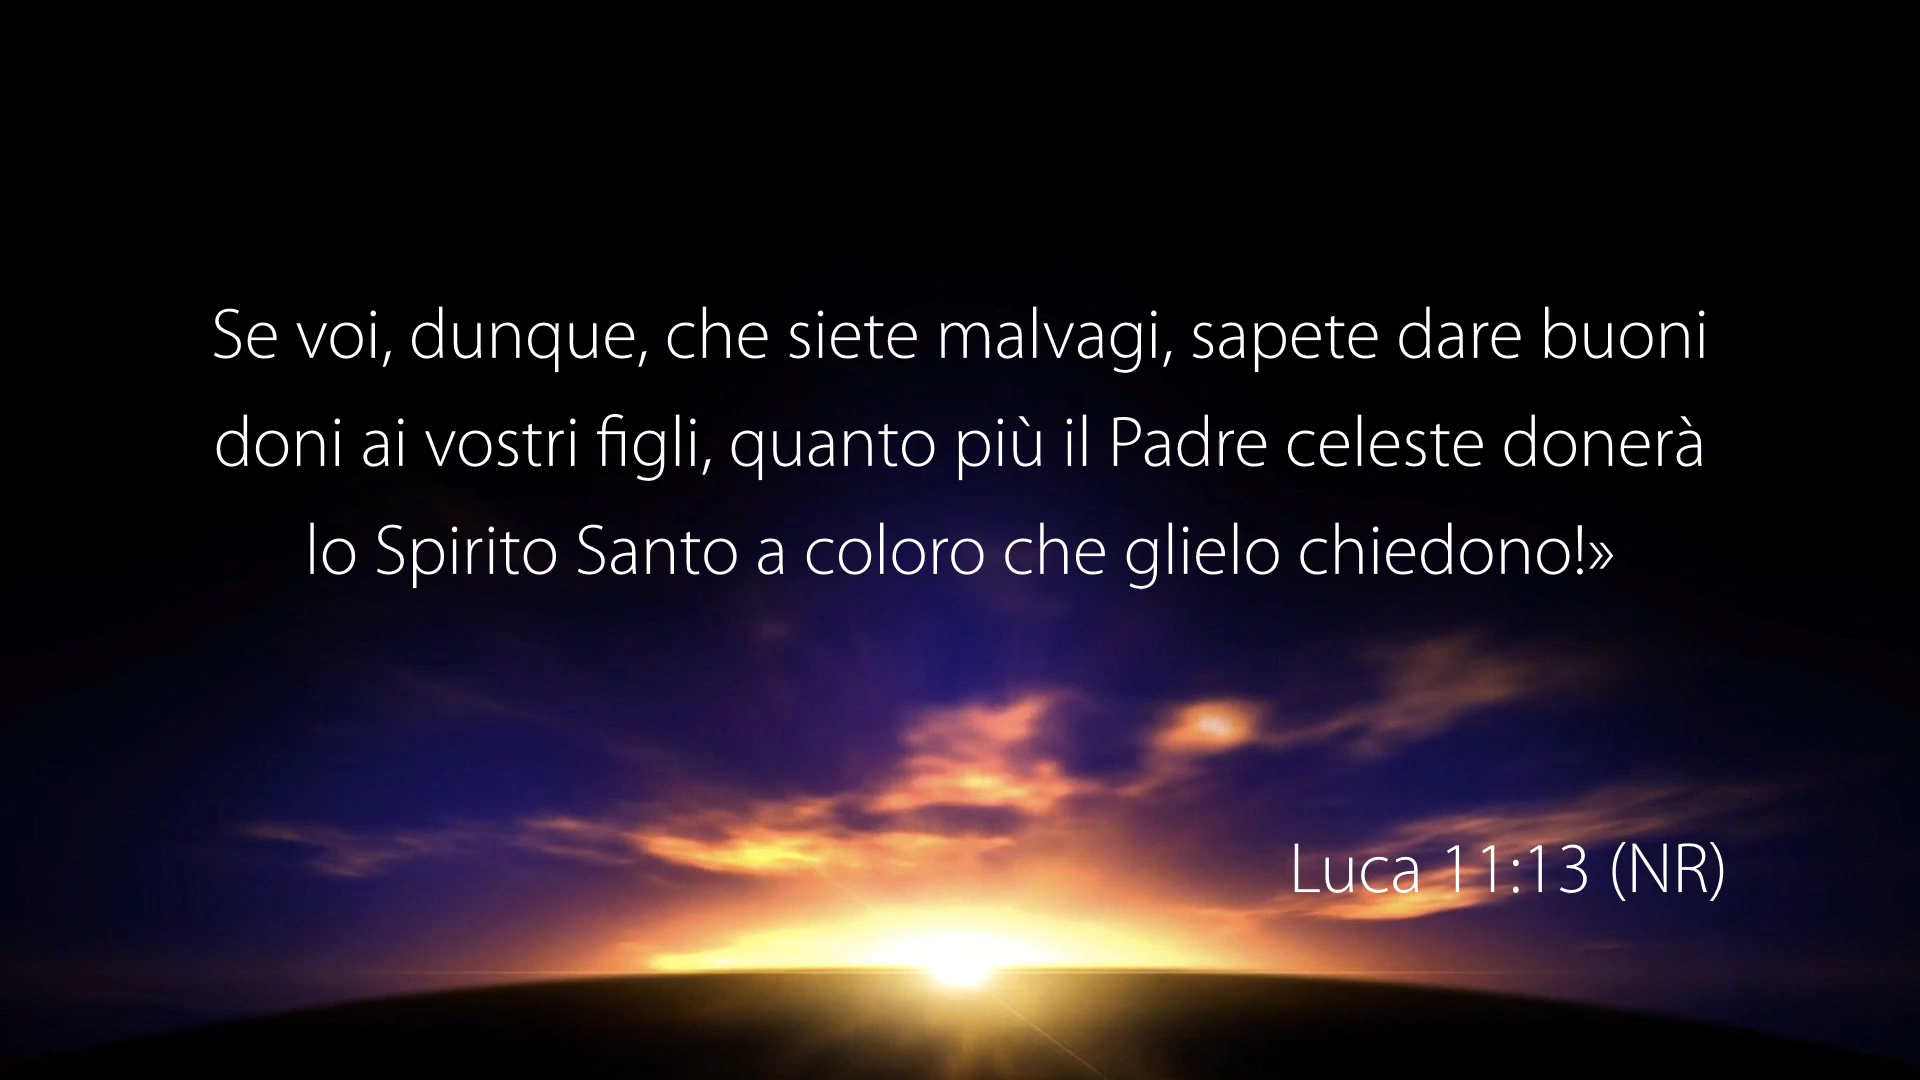 Se voi, dunque, che siete malvagi, sapete dare buoni
doni ai vostri figli, quanto più il Padre celeste donerà
lo Spirito Santo a coloro che glielo chiedono!»
Luca 11:13 (NR)